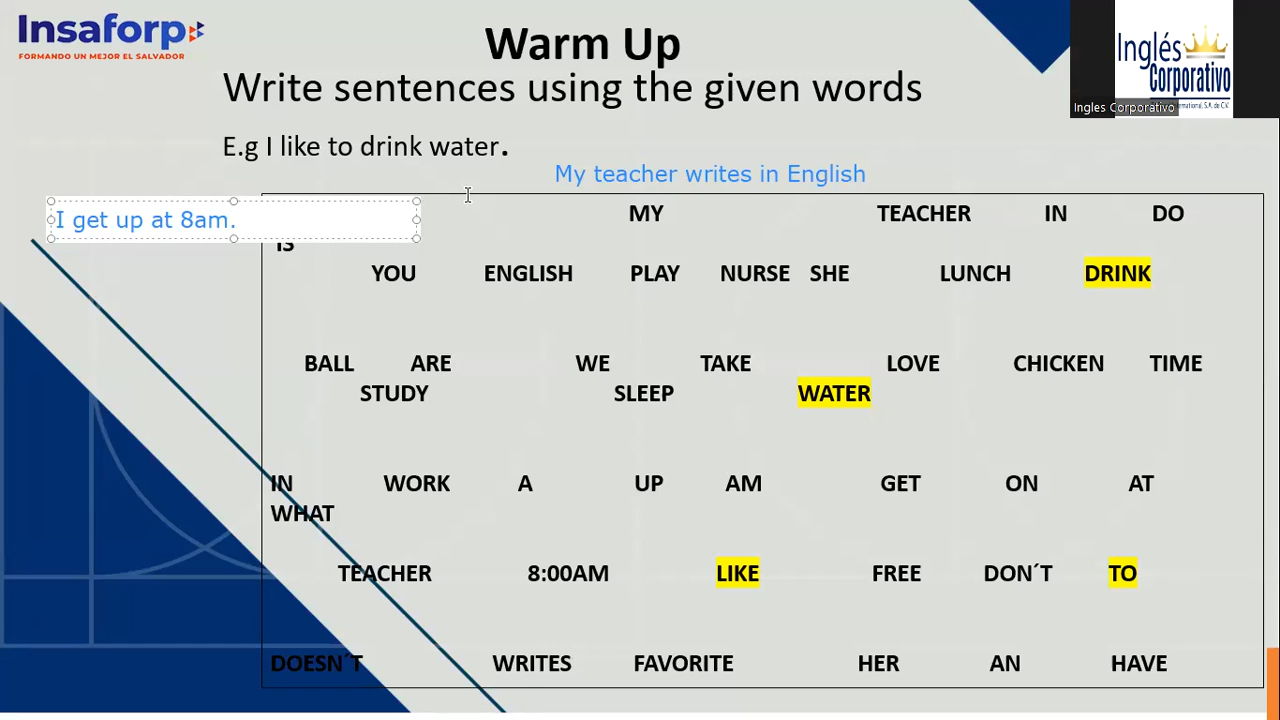 Insaforp
FORMANDO UN MEJOR EL SALVADOR
Warm Up
Write sentences using the given words
Inglés
Corporativo
Ingles Corporativo
E.g I like to drink water.
My teacher writes in English
I get up at 8am.
MY TEACHER IN DO
IS
YOU ENGLISH PLAY NURSE SHE LUNCH DRINK
BALL ARE WE TAKE LOVE CHICKEN TIME
STUDY SLEEP WATER
IN WORK A UP AM GET ON AT
WHAT
TEACHER 8:00AM LIKE FREE DON´T TO
DOESN´T WRITES FAVORITE HER AN HAVE